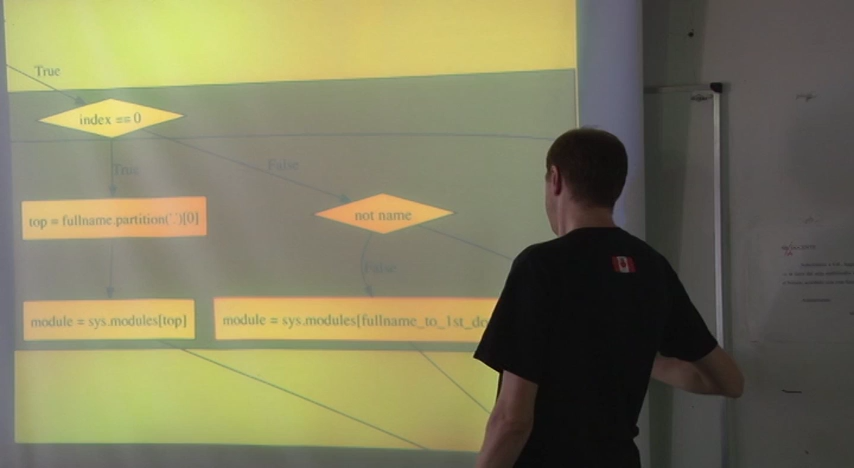 True
index == 0
True
False
top = fullname.partition('.')[0]
not name
False
module = sys.modules[top]
module = sys.modules[fullname_to_1st_